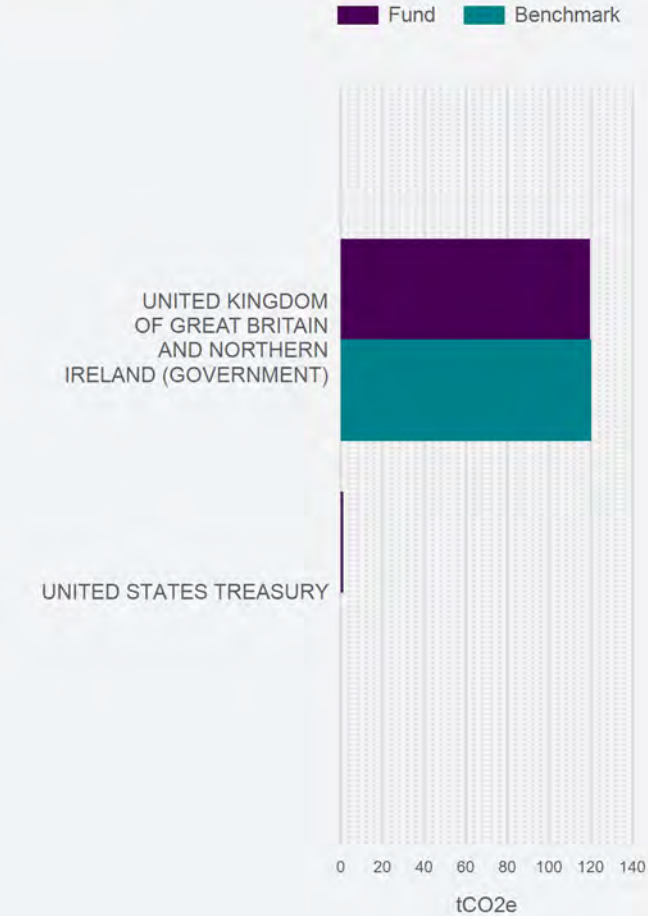 Fund Benchmark
UNITED KINGDOM
OF GREAT BRITAIN
AND NORTHERN
IRELAND (GOVERNMENT)
UNITED STATES TREASURY
0 20 40 60 80 100 120 140
tCO2e